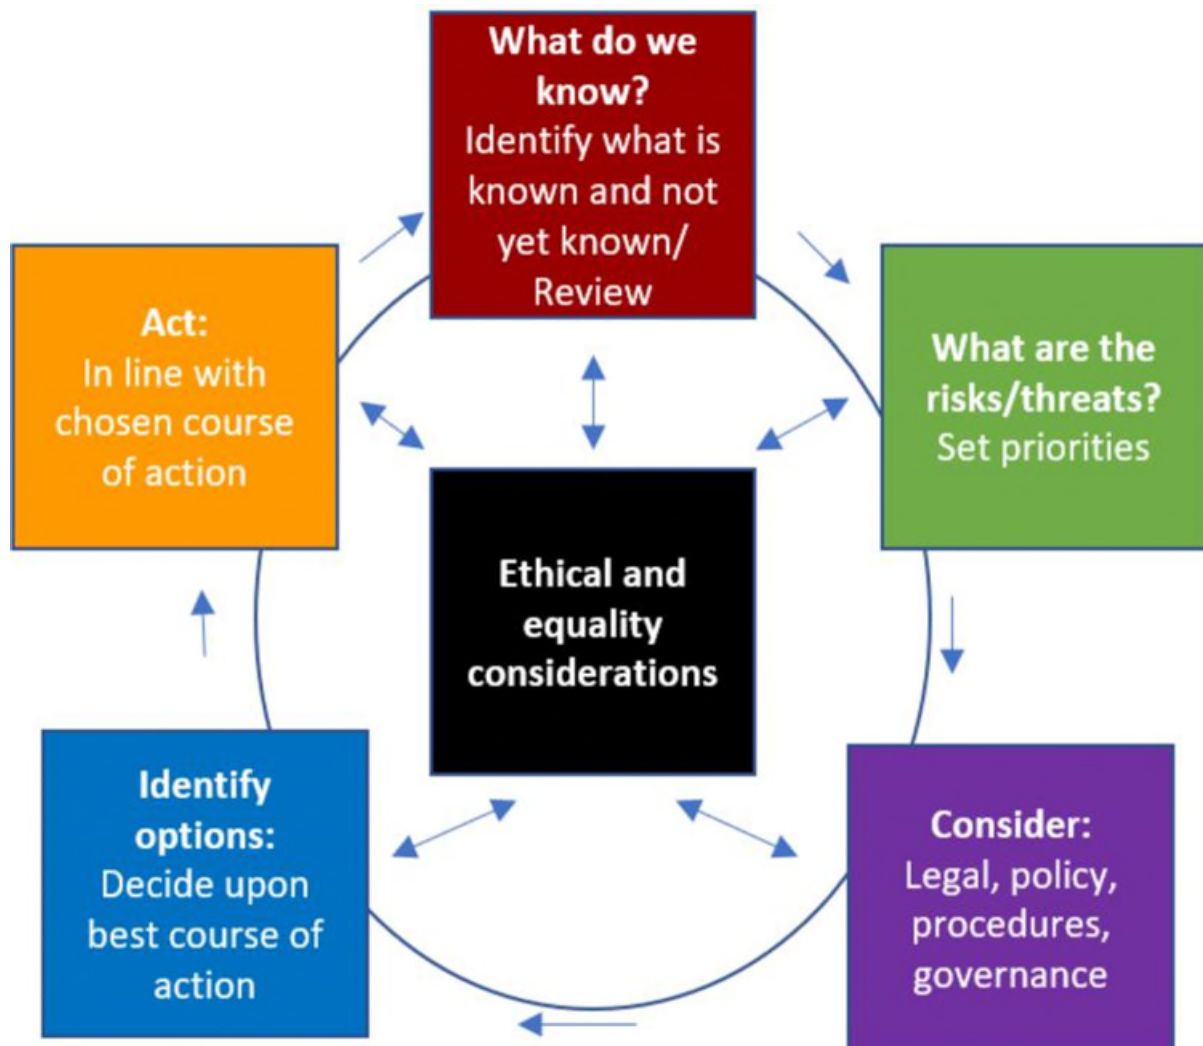 What do we
know?
Identify what is
known and not
yet known/
Review
What are the
risks/threats?
Set priorities
Consider:
Legal, policy,
procedures,
governance
Identify
options:
Decide upon
best course of
action
Act:
In line with
chosen course
of action
Ethical and
equality
considerations